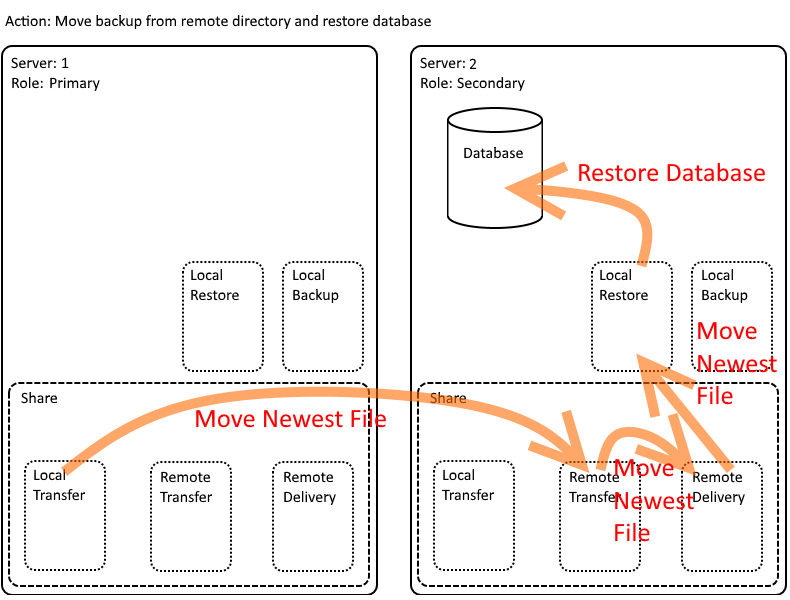 Action: Move backup from remote directory and restore database
Server: 1
Role: Primary
Local
Restore
Local
Backup
Share
Move Newest File
Local
Transfer
Remote
Transfer
Remote
Delivery
Server: 2
Role: Secondary
Database
Restore Database
Local
Restore
Local
Backup
Move
Newest
File
Share
Local
Transfer
Remote
Transfer
Move
Newest
File
Remote
Delivery